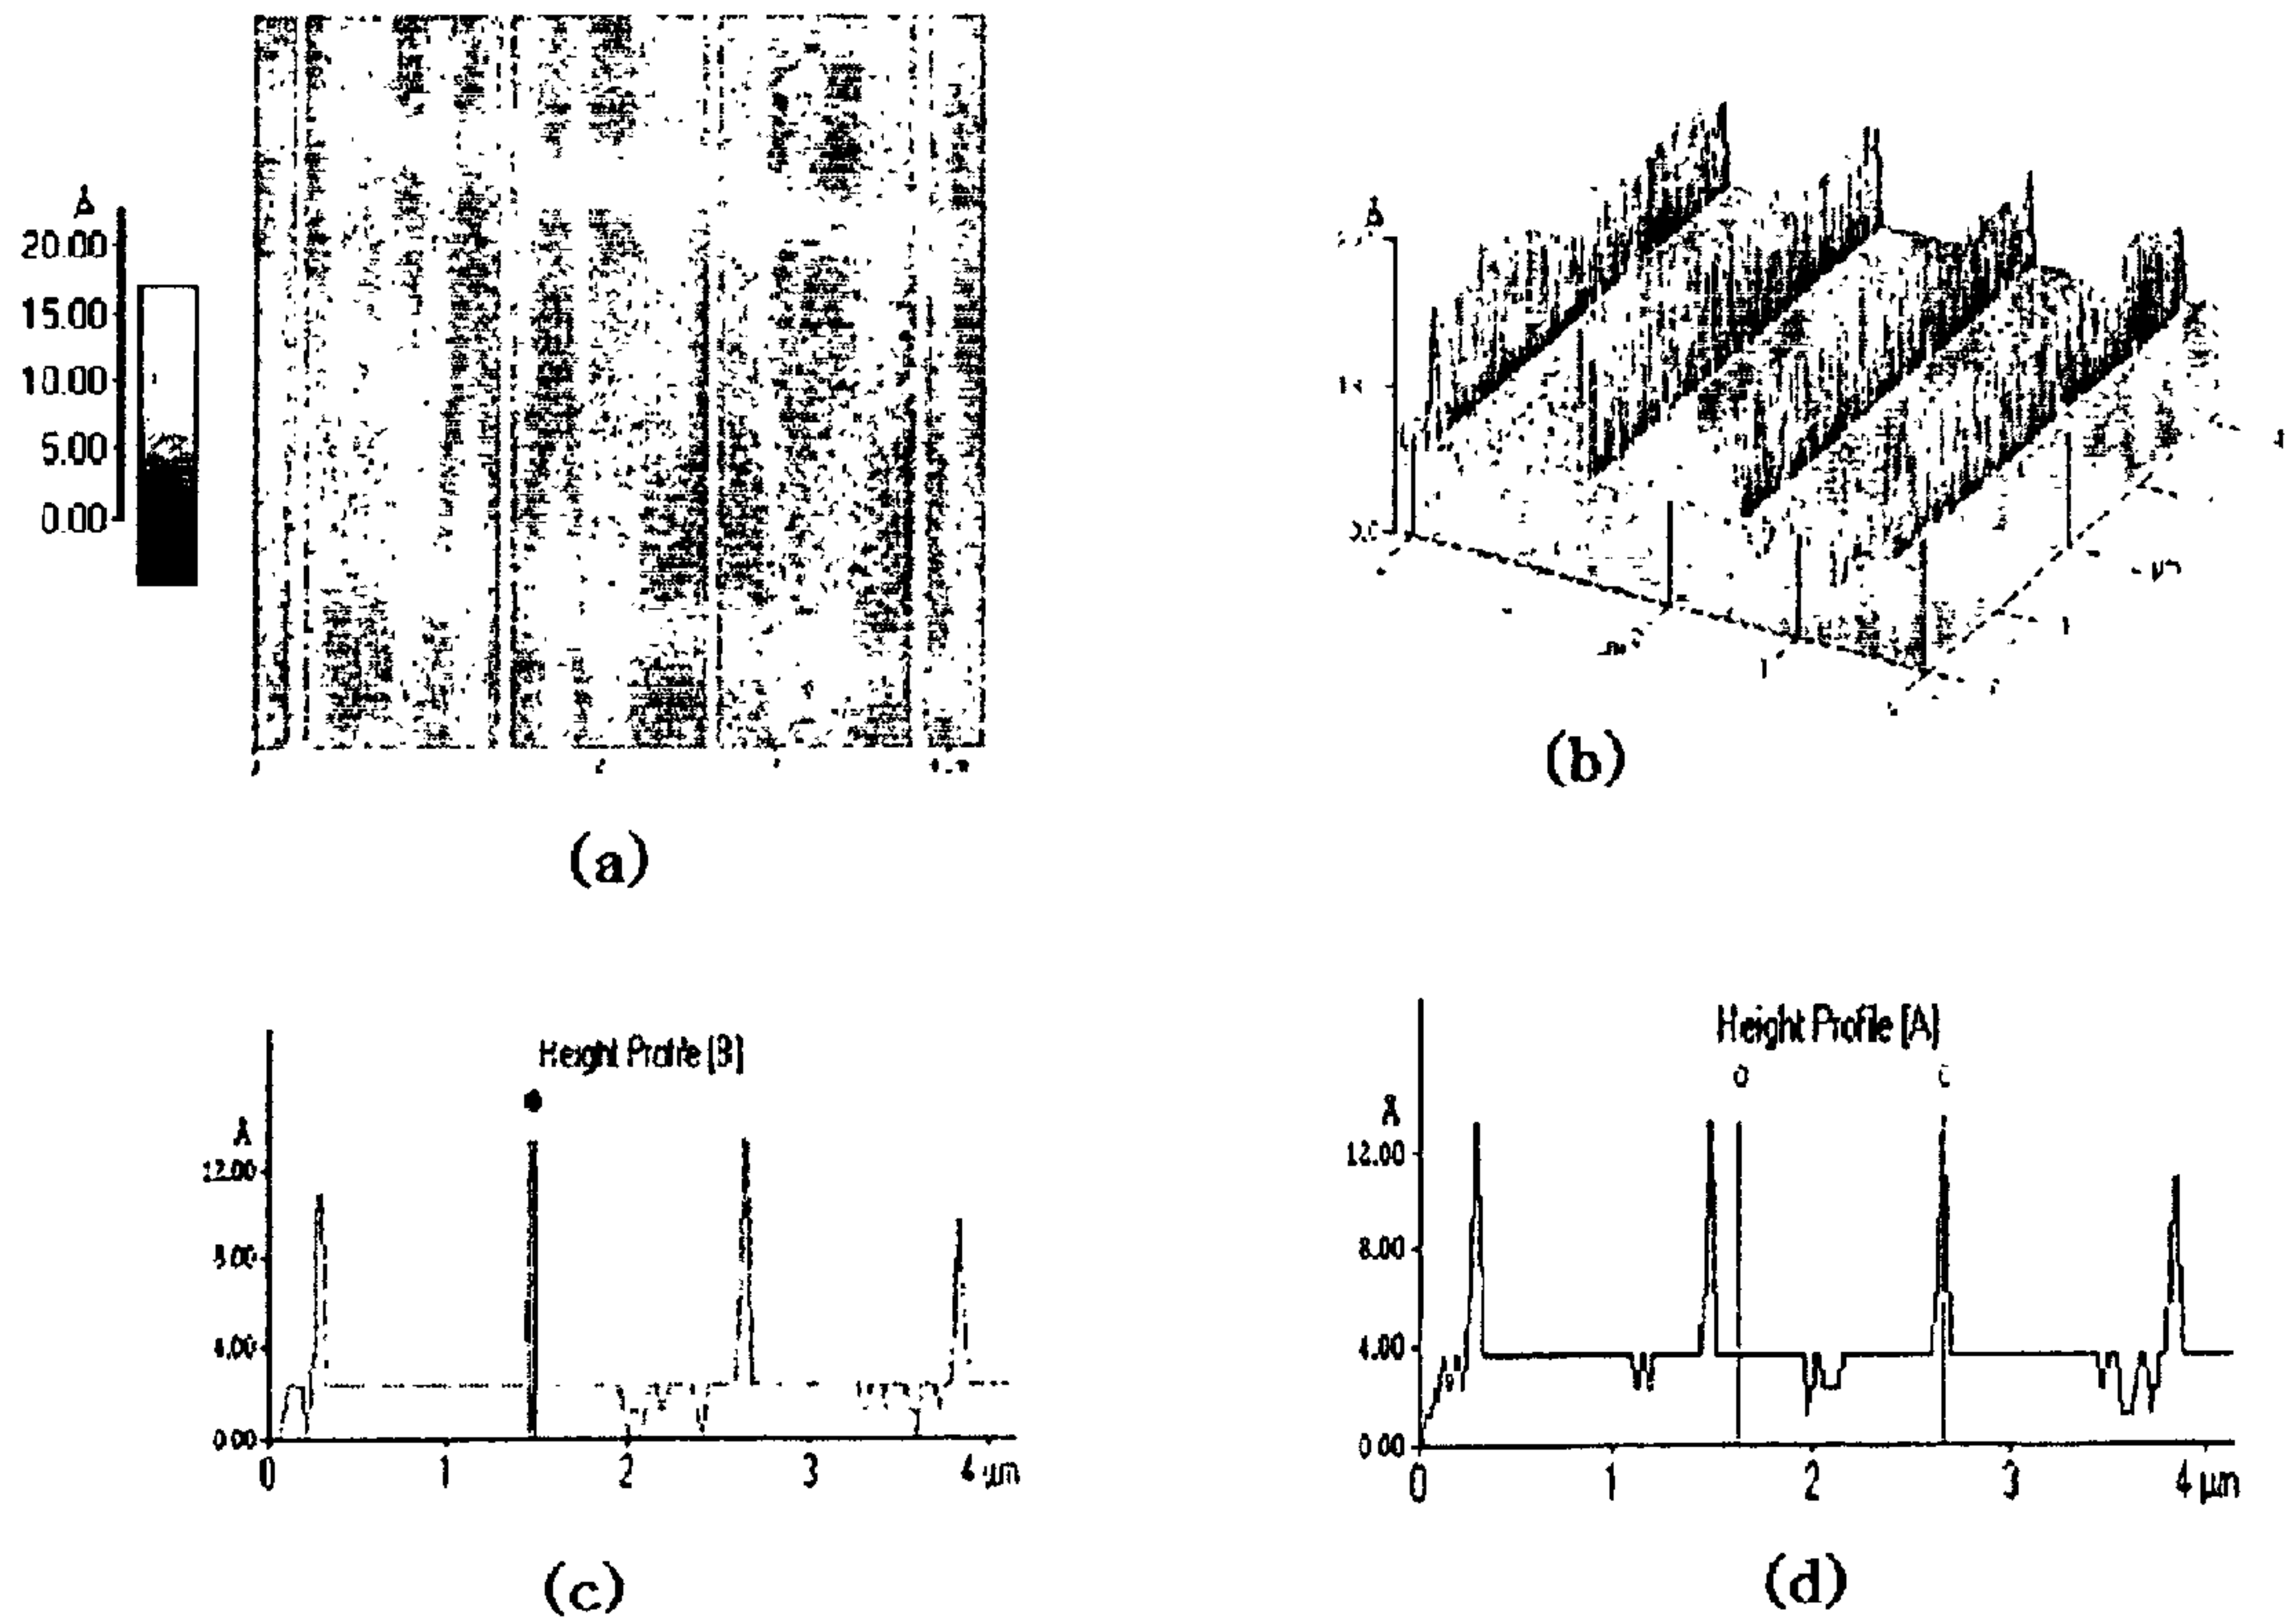 Å
20.00
15.00
10.00
5.00
0.00
(a)
Å
(b)
Height Profile [B]
Å
12.00
8.00
4.00
0.00
0 1 2 3 4 µm
(c)
Height Profile [A]
Å
12.00
8.00
4.00
0.00
0 1 2 3 4 µm
(d)